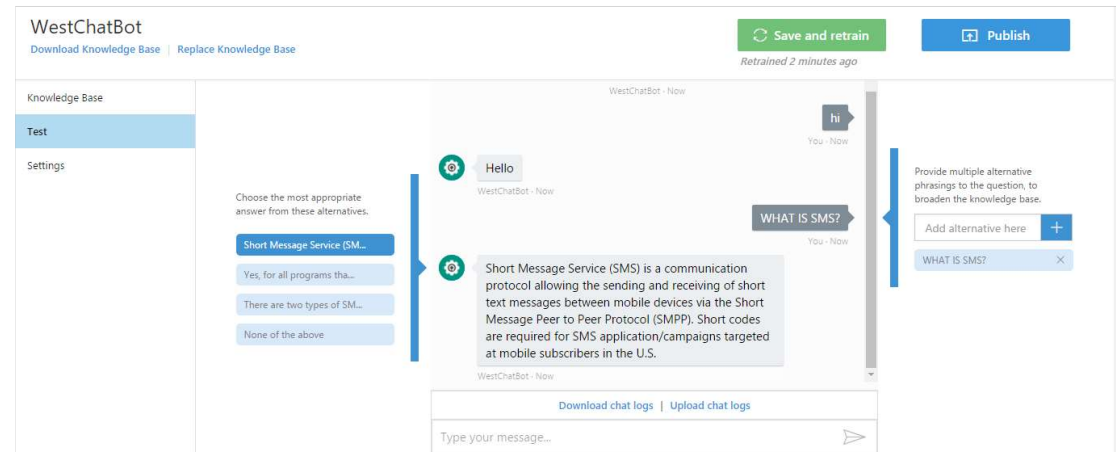 WestChatBot
Download Knowledge Base | Replace Knowledge Base
Save and retrain
Publish
Retrained 2 minutes ago
Knowledge Base
Test
Settings
Choose the most appropriate
answer from these alternatives.
Short Message Service (SM...
Yes, for all programs tha...
There are two types of SM...
None of the above
WestChatBot - Now
hi
You - Now
Hello
WestChatBot - Now
WHAT IS SMS?
You - Now
Short Message Service (SMS) is a communication
protocol allowing the sending and receiving of short
text messages between mobile devices via the Short
Message Peer to Peer Protocol (SMPP). Short codes
are required for SMS application/campaigns targeted
at mobile subscribers in the U.S.
WestChatBot - Now
Download chat logs | Upload chat logs
Type your message...
Provide multiple alternative
phrasings to the question, to
broaden the knowledge base.
Add alternative here
WHAT IS SMS?